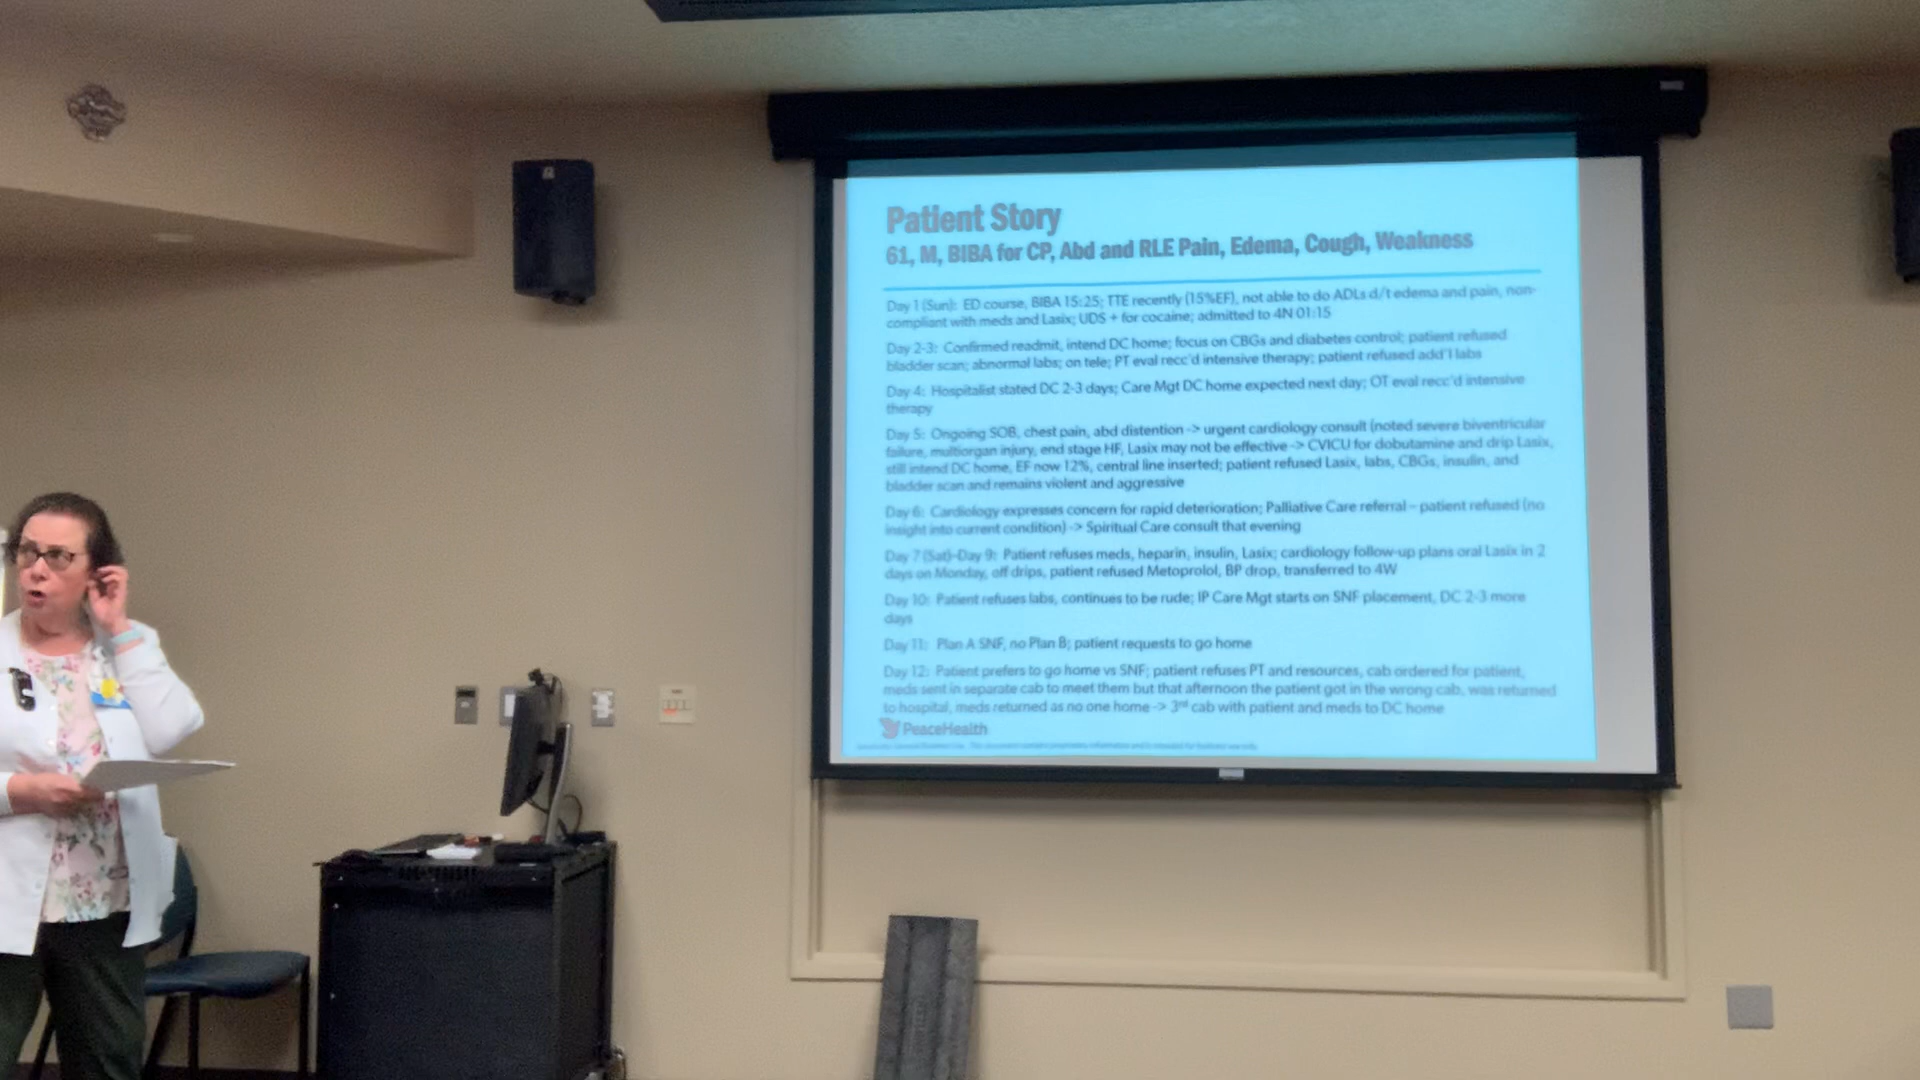 Patient Story
61, M, BIBA for CP, Abd and RLE Pain, Edema, Cough, Weakness
Day 1 (Sun): ED course, BIBA 15:25; TTE recently (15%EF), not able to do ADLs d/t edema and pain, non-
compliant with meds and Lasix; UDS + for cocaine; admitted to 4N 01:15
Day 2-3: Confirmed readmit, intend DC home; focus on CBGs and diabetes control; patient refused
bladder scan; abnormal labs; on tele; PT eval recc'd intensive therapy; patient refused add'l labs
Day 4: Hospitalist stated DC 2-3 days; Care Mgt DC home expected next day; OT eval recc'd intensive
therapy
Day 5: Ongoing SOB, chest pain, abd distention -> urgent cardiology consult (noted severe biventricular
failure, multiorgan injury, end stage HF, Lasix may not be effective -> CVICU for dobutamine and drip Lasix,
still intend DC home, EF now 12%, central line inserted; patient refused Lasix, labs, CBGs, insulin, and
bladder scan and remains violent and aggressive
Day 6: Cardiology expresses concern for rapid deterioration; Palliative Care referral – patient refused (no
insight into current condition) -> Spiritual Care consult that evening
Day 7 (Sat)-Day 9: Patient refuses meds, heparin, insulin, Lasix; cardiology follow-up plans oral Lasix in 2
days on Monday, off drips, patient refused Metoprolol, BP drop, transferred to 4W
Day 10: Patient refuses labs, continues to be rude; IP Care Mgt starts on SNF placement, DC 2-3 more
days
Day 11: Plan A SNF, no Plan B; patient requests to go home
Day 12: Patient prefers to go home vs SNF; patient refuses PT and resources, cab ordered for patient,
meds sent in separate cab to meet them but that afternoon the patient got in the wrong cab, was returned
to hospital, meds returned as no one home -> 3rd cab with patient and meds to DC home
PeaceHealth